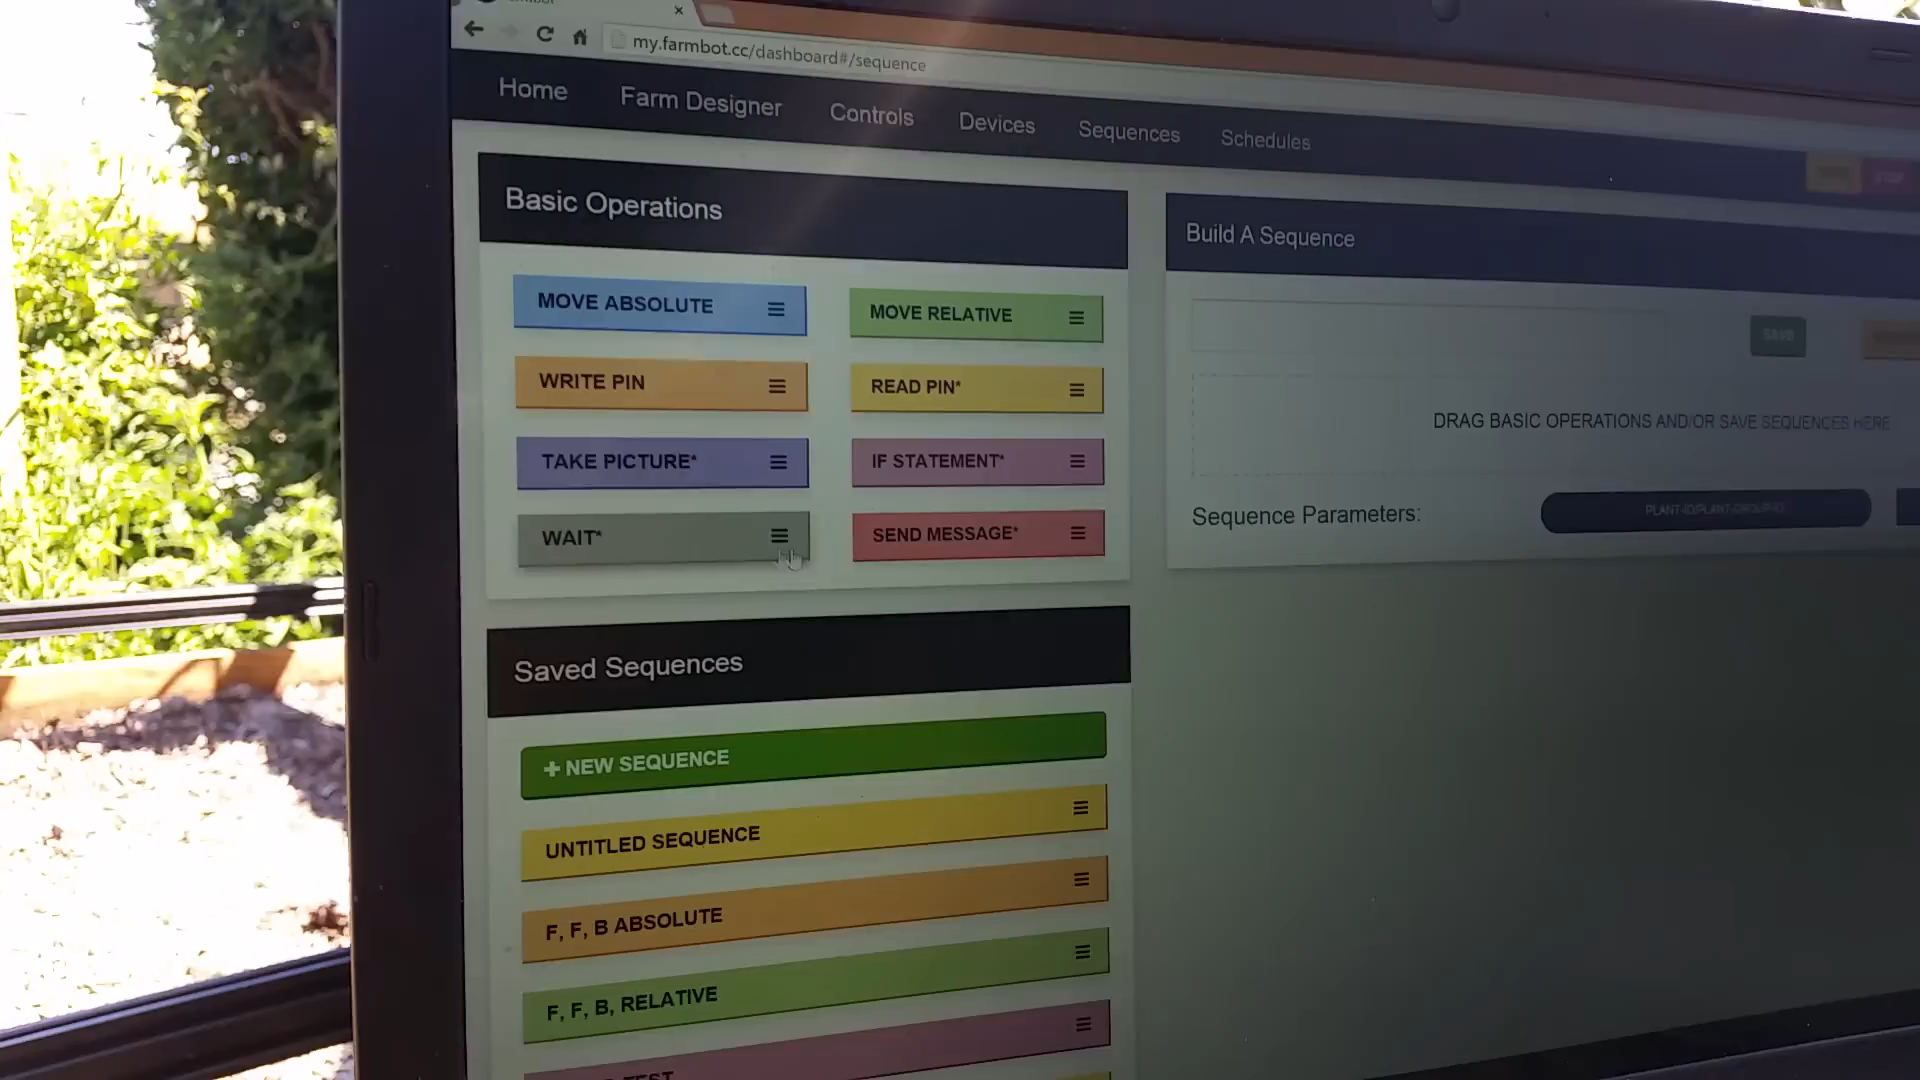 my.farmbot.cc/dashboard#/sequence
Home Farm Designer Controls Devices Sequences Schedules
Basic Operations
MOVE ABSOLUTE
MOVE RELATIVE
WRITE PIN
READ PIN*
TAKE PICTURE*
IF STATEMENT*
WAIT*
SEND MESSAGE*
Saved Sequences
+ NEW SEQUENCE
UNTITLED SEQUENCE
F, F, B ABSOLUTE
F, F, B, RELATIVE
TEST
Build A Sequence
SAVE
DRAG BASIC OPERATIONS AND/OR SAVE SEQUENCES HERE
Sequence Parameters: